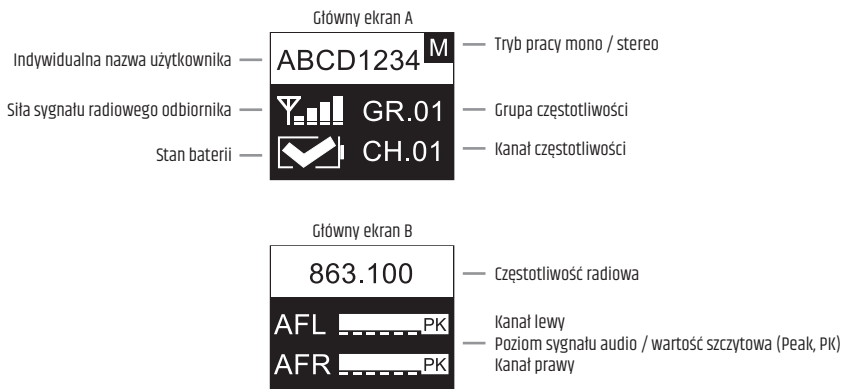 Główny ekran A
Indywidualna nazwa użytkownika
ABCD1234 M
Tryb pracy mono / stereo
Siła sygnału radiowego odbiornika
GR.01
Grupa częstotliwości
Stan baterii
CH.01
Kanał częstotliwości
Główny ekran B
863.100
Częstotliwość radiowa
AFL PK
Kanał lewy
Poziom sygnału audio / wartość szczytowa (Peak, PK)
AFR PK
Kanał prawy